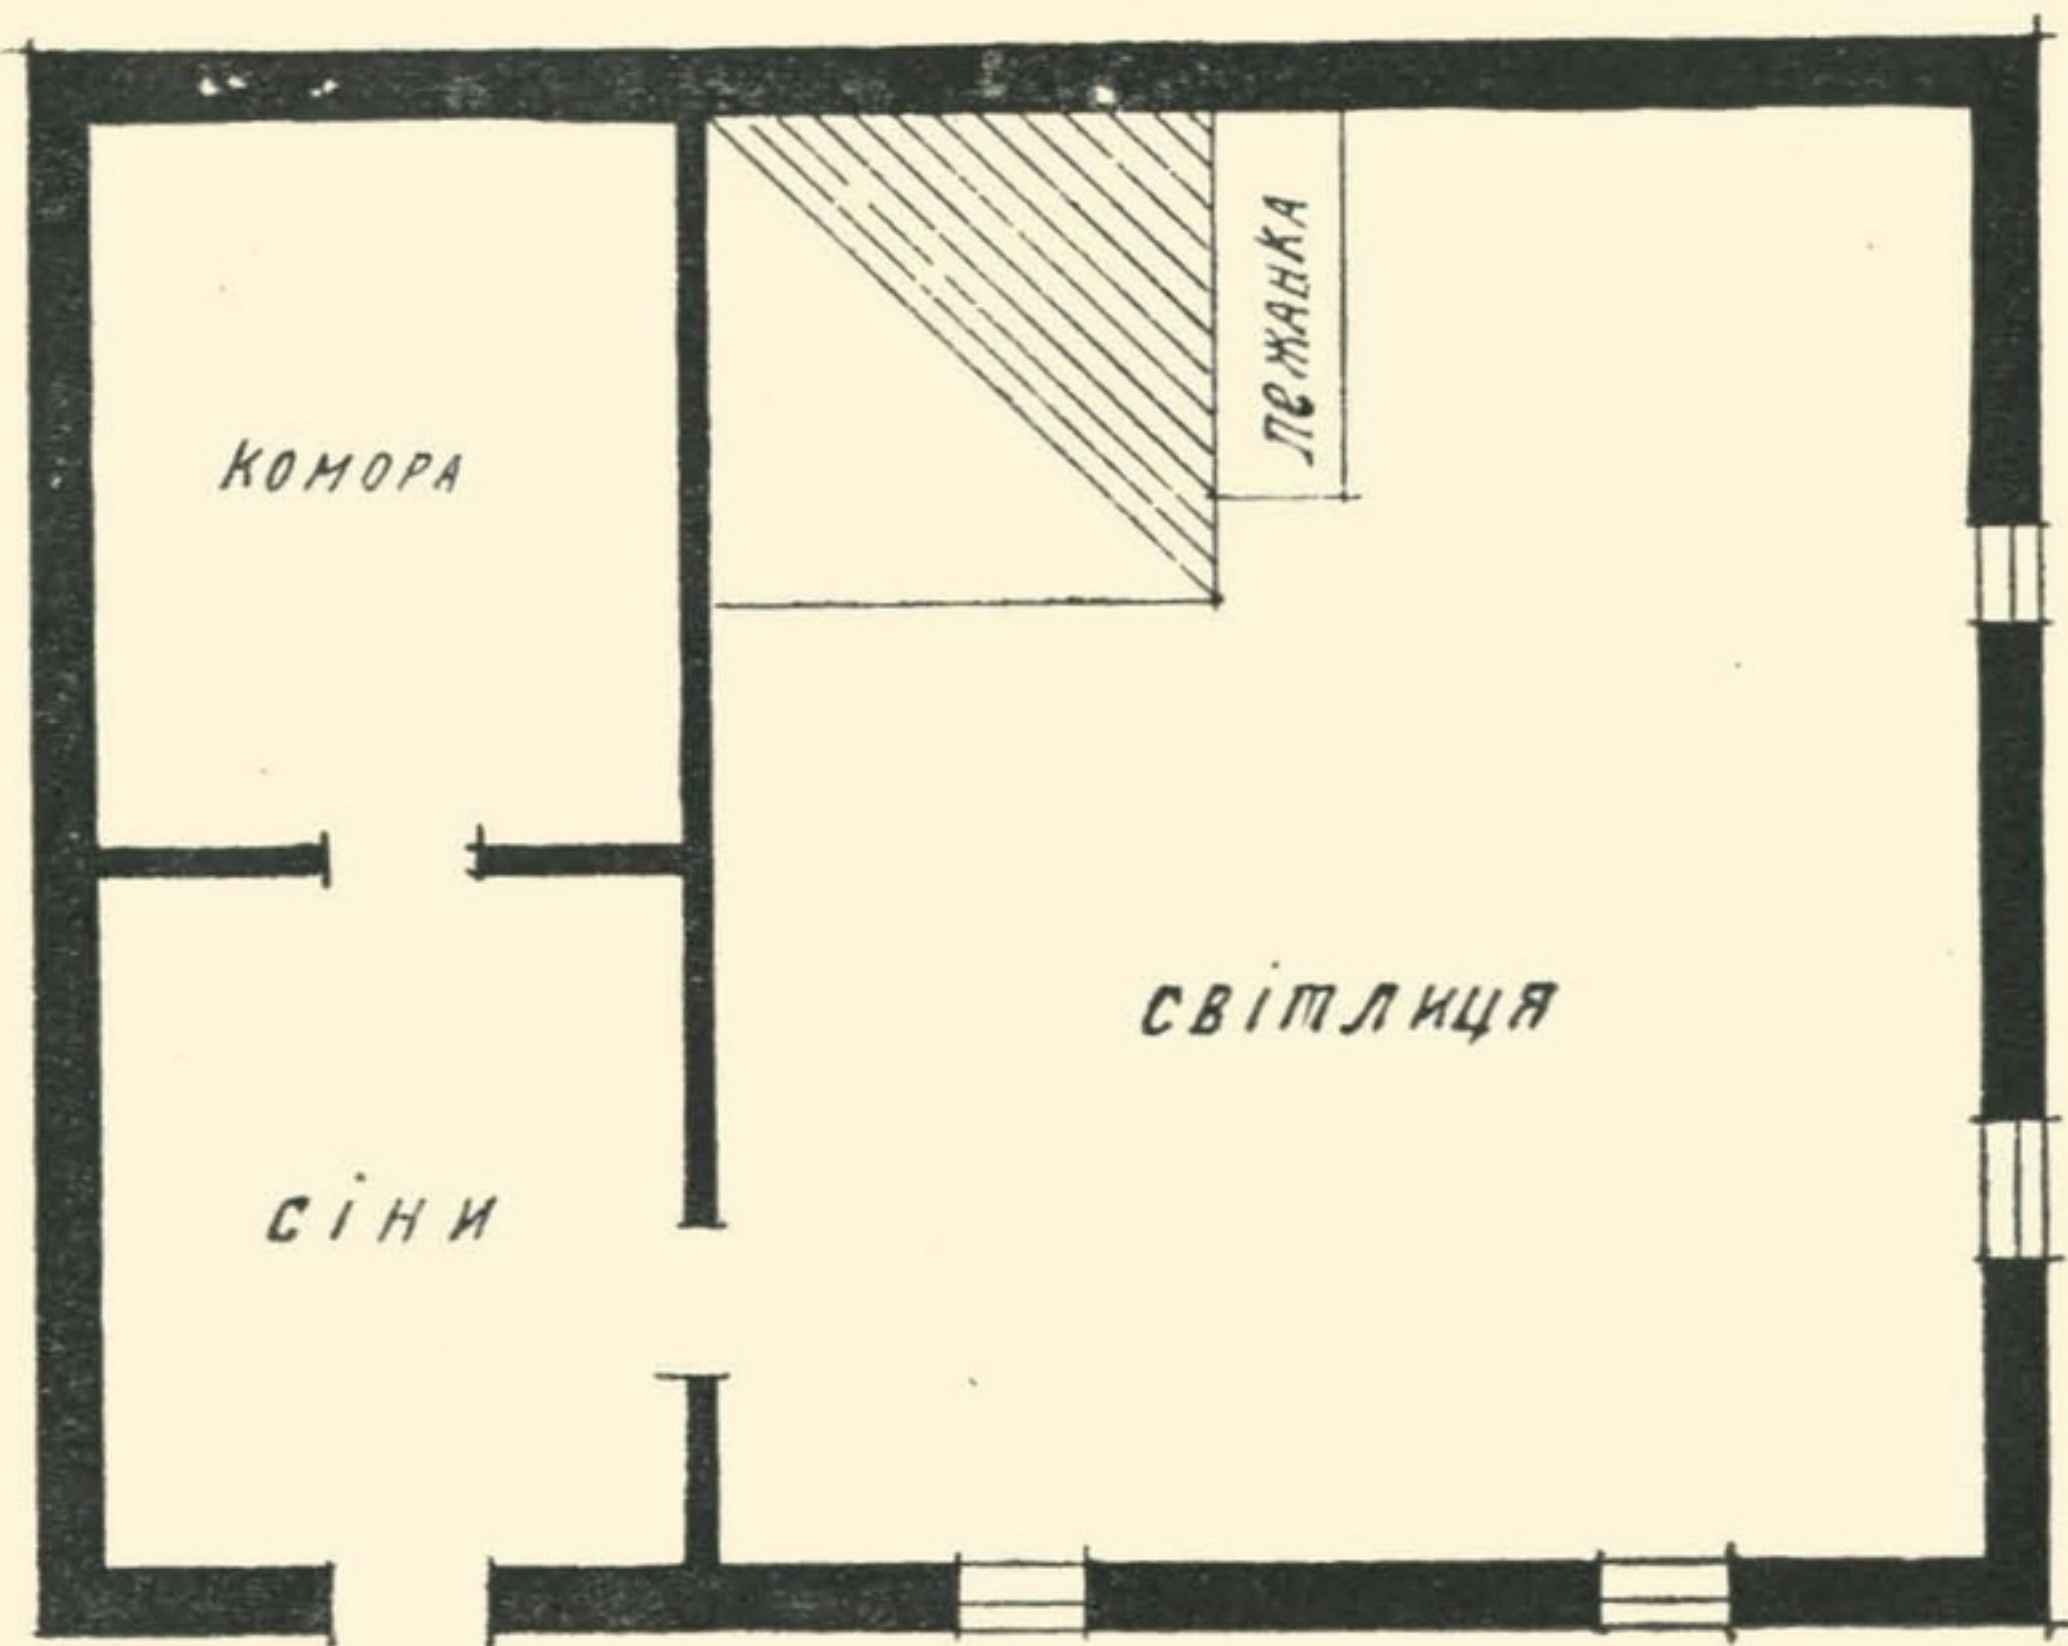 лежанка
комора
світлиця
сіни